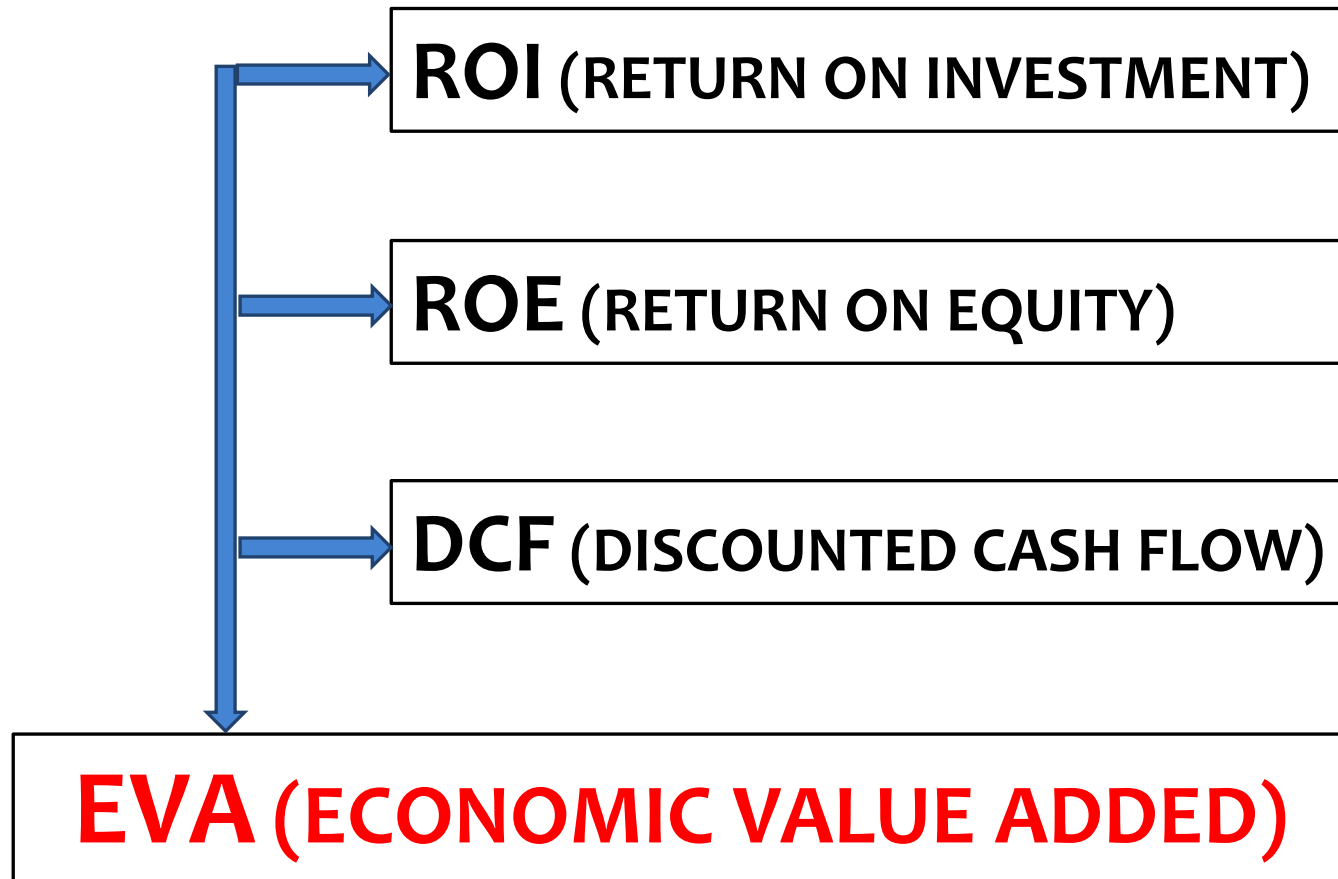 ROI (RETURN ON INVESTMENT)
ROE (RETURN ON EQUITY)
DCF (DISCOUNTED CASH FLOW)
EVA (ECONOMIC VALUE ADDED)